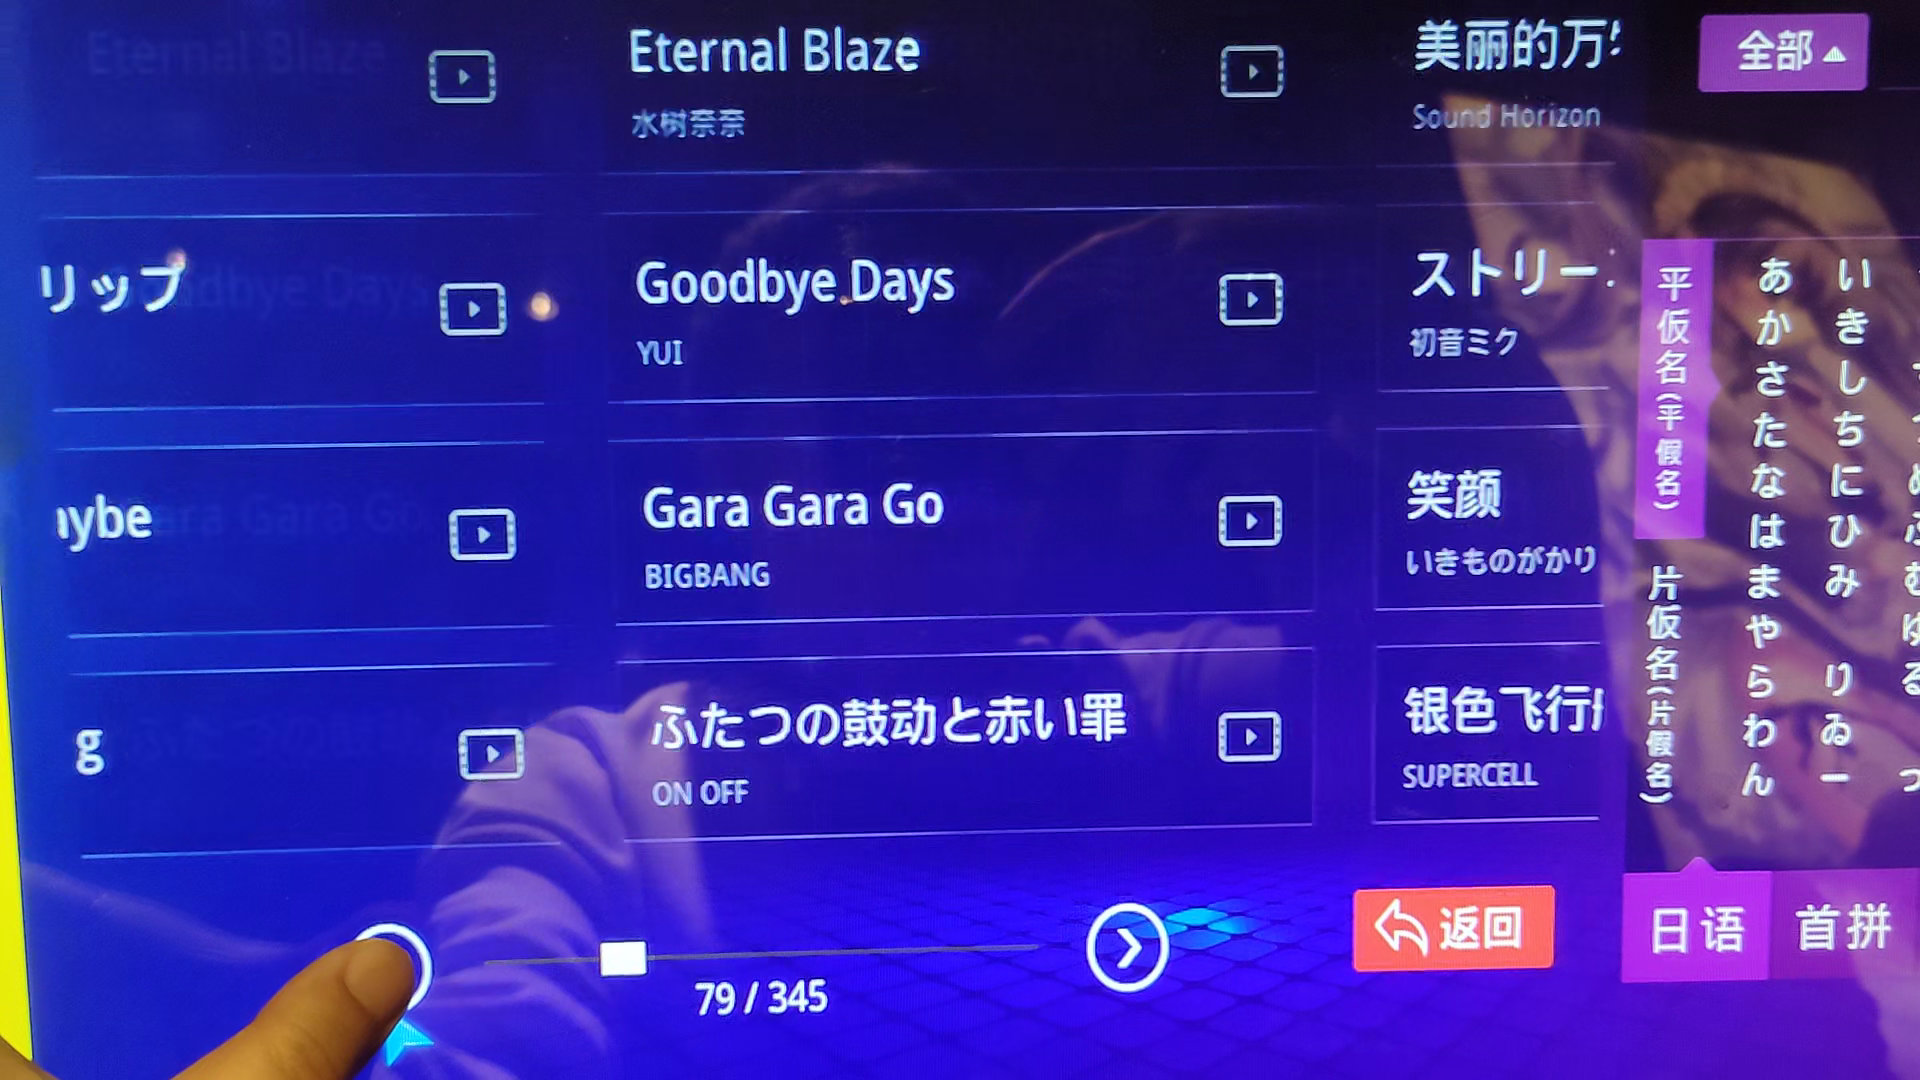 Eternal Blaze
水树奈奈
リップ
Goodbye Days
YUI
Gara Gara Go
BIGBANG
ふたつの鼓动と赤い罪
ON OFF
g
美丽的万
Sound Horizon
ストリー
初音ミク
笑颜
いきものがかり
银色飞行
SUPERCELL
79 / 345
返回
全部
平仮名(平假名)
片仮名(片假名)
あかさたなはまやらわん
いきしちにひみ りゐー
日语
首拼